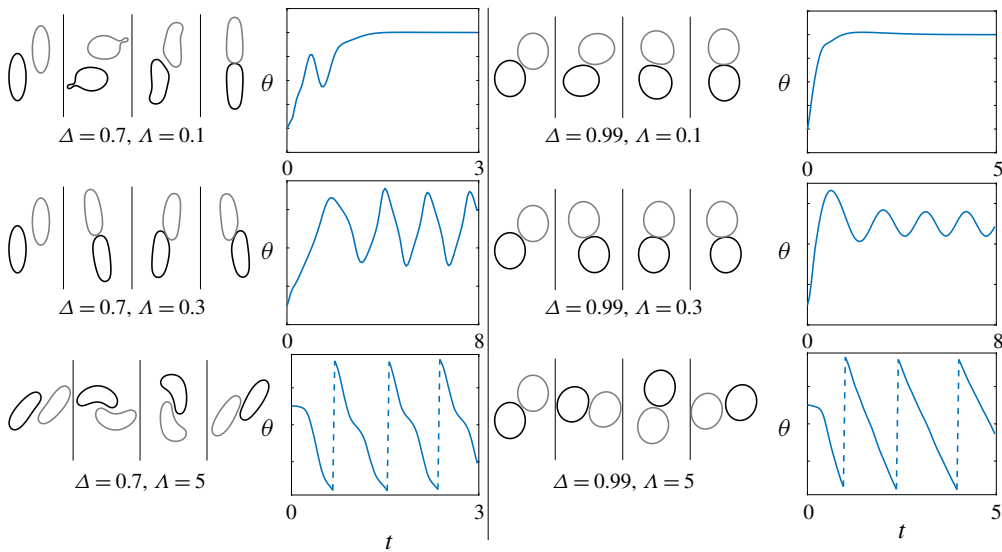 θ θ
Δ = 0.7, Λ = 0.1 Δ = 0.99, Λ = 0.1
0 3 0 5
θ θ
Δ = 0.7, Λ = 0.3 Δ = 0.99, Λ = 0.3
0 8 0 8
θ θ
Δ = 0.7, Λ = 5 Δ = 0.99, Λ = 5
0 3 0 5
t t